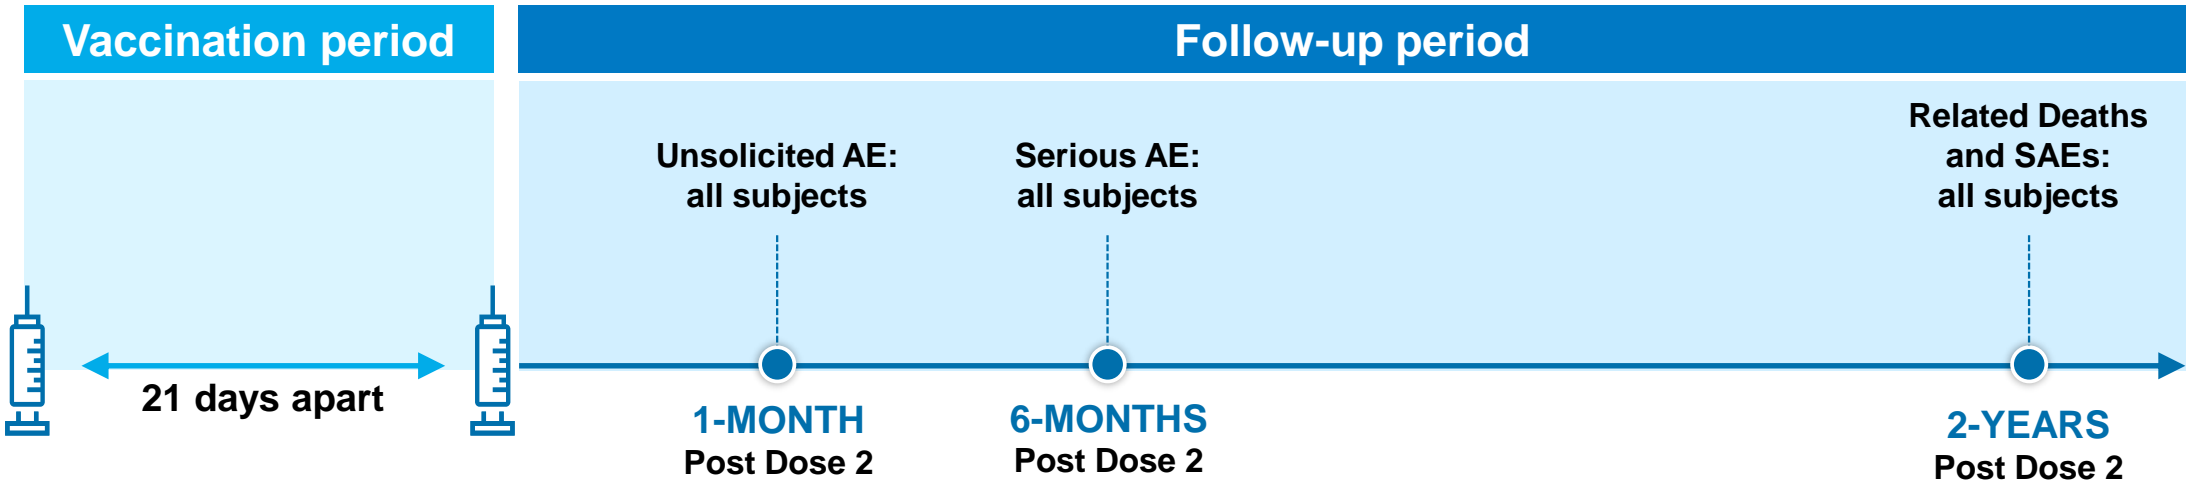 Vaccination period
Follow-up period
Unsolicited AE:
all subjects
Serious AE:
all subjects
Related Deaths
and SAEs:
all subjects
21 days apart
1-MONTH
Post Dose 2
6-MONTHS
Post Dose 2
2-YEARS
Post Dose 2